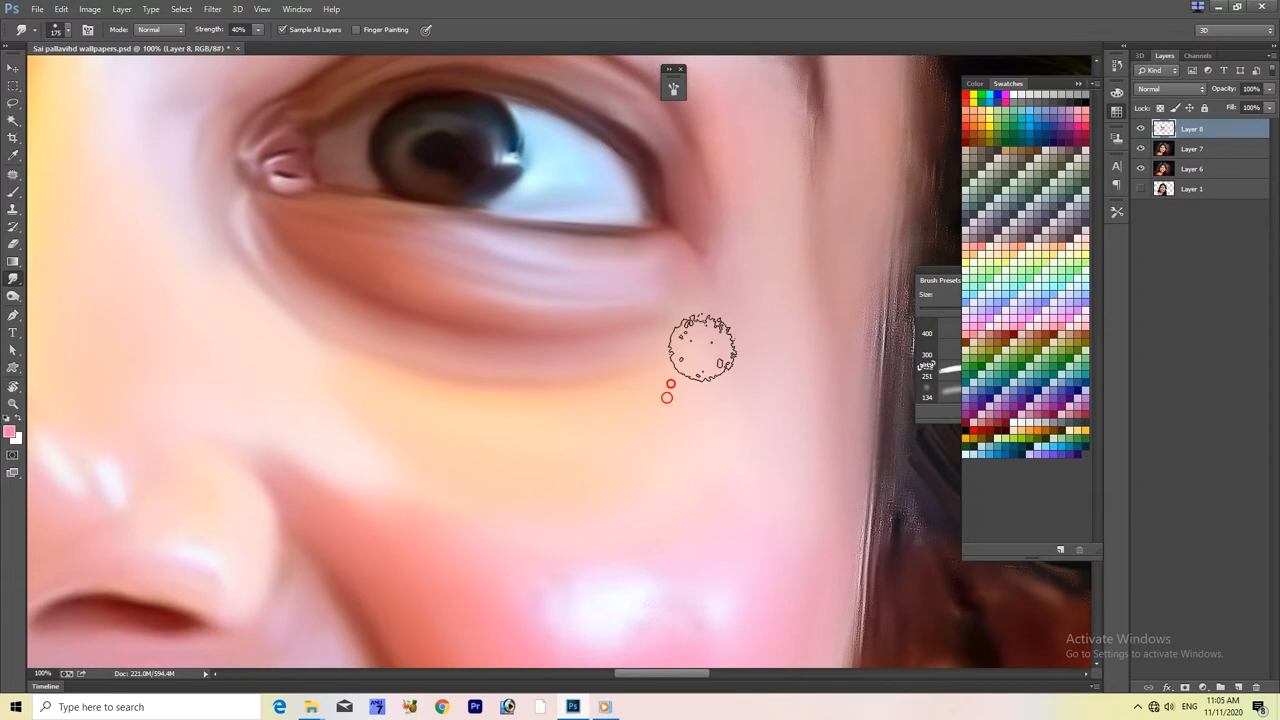 Ps File Edit Image Layer Type Select Filter 3D View Window Help
175 Mode: Normal Strength: 40% Sample All Layers Finger Painting 3D
Sai pallavihd wallpapers.psd @ 100% (Layer 8, RGB/8#) * ×
3D Layers Channels
Color Swatches
Kind
Normal Opacity: 100%
Lock: Fill: 100%
Layer 8
Layer 7
Layer 6
Layer 1
Brush Presets
Size:
400
300
251
134
Activate Windows
Go to Settings to activate Windows.
100% Doc: 221.0M/594.4M
Timeline
Type here to search
ENG
11:05 AM
11/11/2020